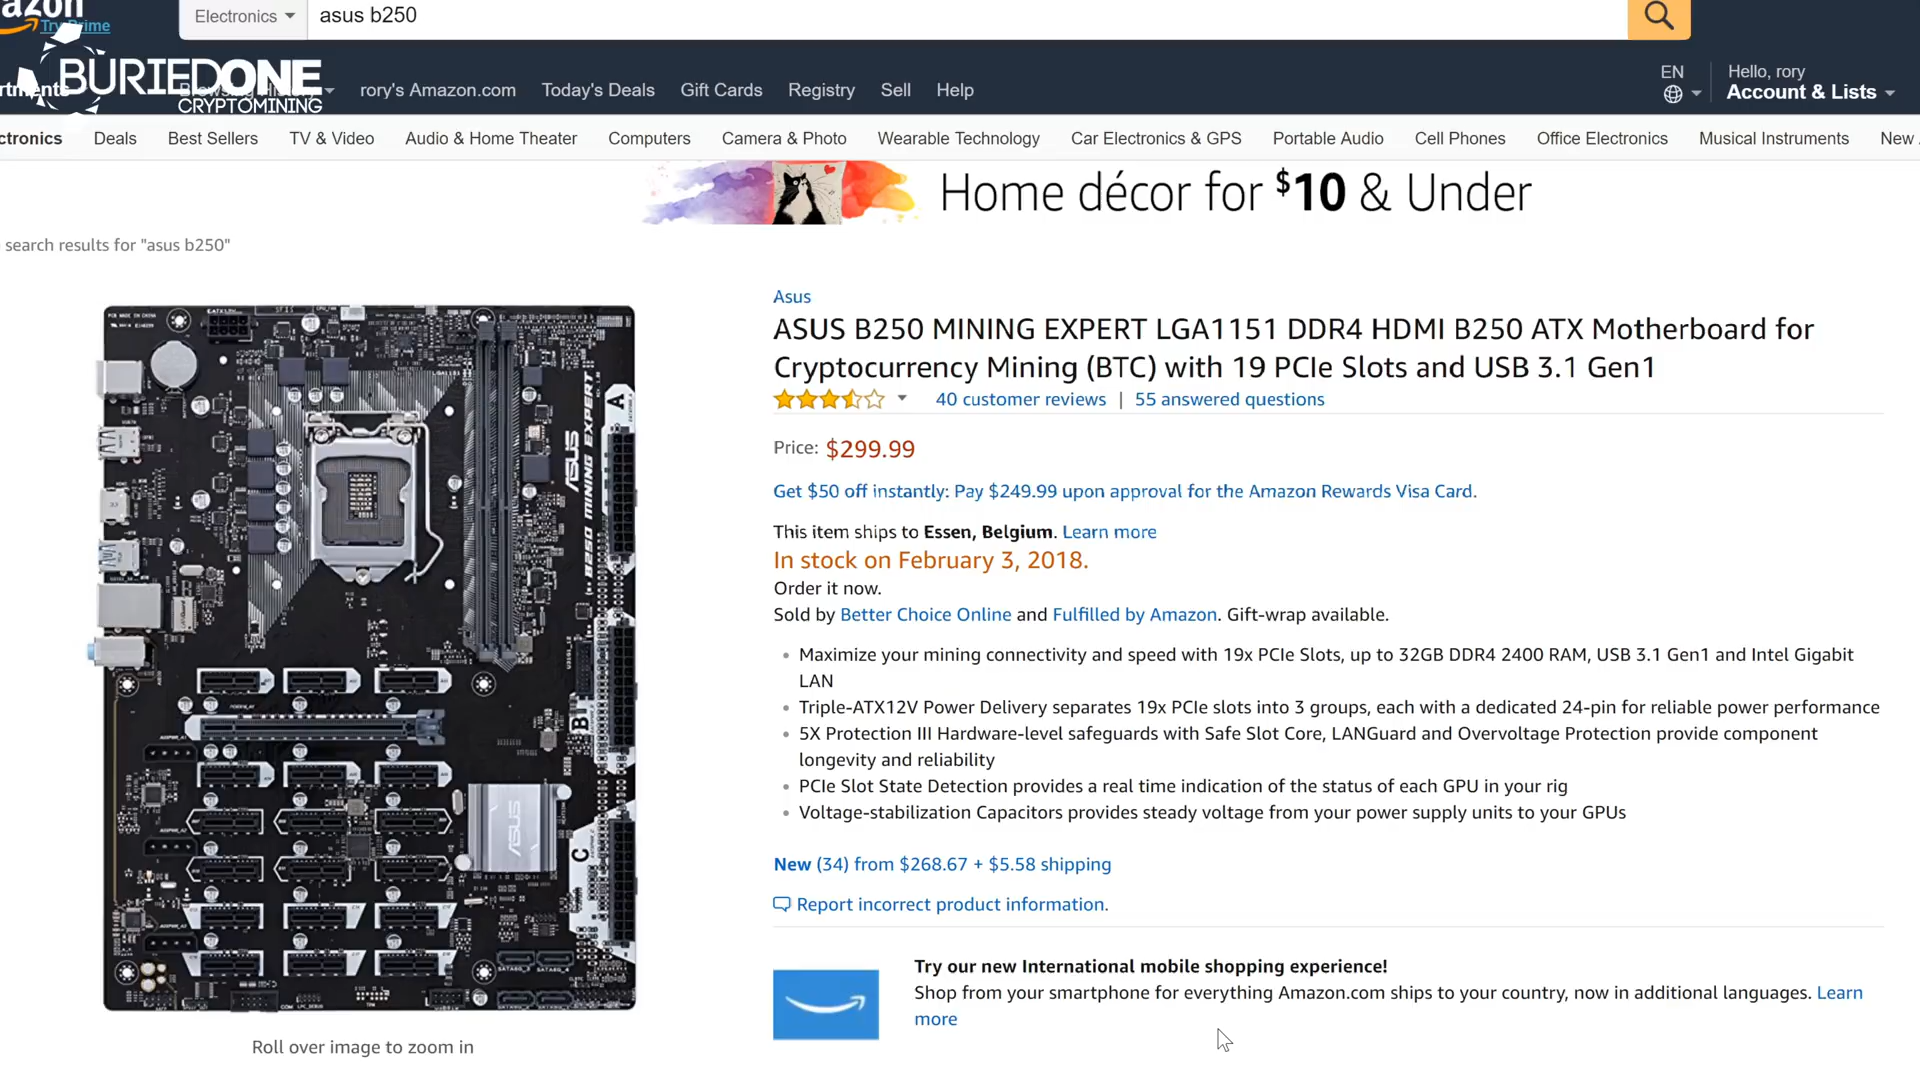 azon
Try Prime
Electronics
asus b250
BURIEDONE
CRYPTOMINING
rtments
Browsing History
rory's Amazon.com
Today's Deals
Gift Cards
Registry
Sell
Help
EN
Hello, rory
Account & Lists
ctronics
Deals
Best Sellers
TV & Video
Audio & Home Theater
Computers
Camera & Photo
Wearable Technology
Car Electronics & GPS
Portable Audio
Cell Phones
Office Electronics
Musical Instruments
New
Home décor for $10 & Under
search results for "asus b250"
Asus
ASUS B250 MINING EXPERT LGA1151 DDR4 HDMI B250 ATX Motherboard for
Cryptocurrency Mining (BTC) with 19 PCIe Slots and USB 3.1 Gen1
40 customer reviews | 55 answered questions
Price: $299.99
Get $50 off instantly: Pay $249.99 upon approval for the Amazon Rewards Visa Card.
This item ships to Essen, Belgium. Learn more
In stock on February 3, 2018.
Order it now.
Sold by Better Choice Online and Fulfilled by Amazon. Gift-wrap available.
Maximize your mining connectivity and speed with 19x PCIe Slots, up to 32GB DDR4 2400 RAM, USB 3.1 Gen1 and Intel Gigabit
LAN
Triple-ATX12V Power Delivery separates 19x PCIe slots into 3 groups, each with a dedicated 24-pin for reliable power performance
5X Protection III Hardware-level safeguards with Safe Slot Core, LANGuard and Overvoltage Protection provide component
longevity and reliability
PCIe Slot State Detection provides a real time indication of the status of each GPU in your rig
Voltage-stabilization Capacitors provides steady voltage from your power supply units to your GPUs
New (34) from $268.67 + $5.58 shipping
Report incorrect product information.
Try our new International mobile shopping experience!
Shop from your smartphone for everything Amazon.com ships to your country, now in additional languages. Learn
more
A
ASUS
B250 MINING EXPERT
B
C
ASUS
Roll over image to zoom in